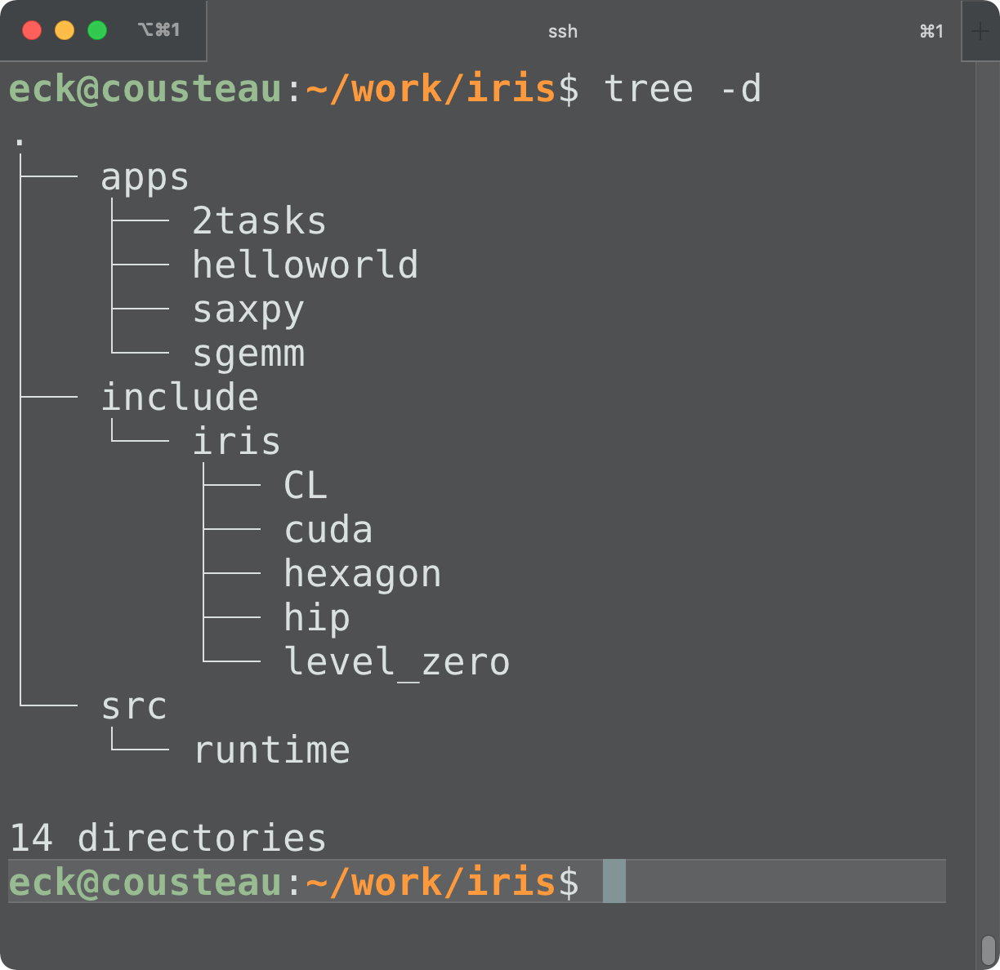 ⌥⌘1 ssh ⌘1 +
eck@cousteau:~/work/iris$ tree -d
.
├── apps
│   ├── 2tasks
│   ├── helloworld
│   ├── saxpy
│   └── sgemm
├── include
│   └── iris
│       ├── CL
│       ├── cuda
│       ├── hexagon
│       ├── hip
│       └── level_zero
└── src
    └── runtime

14 directories
eck@cousteau:~/work/iris$